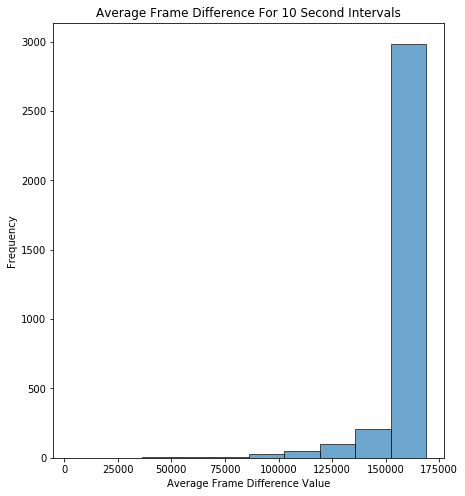 Average Frame Difference For 10 Second Intervals
3000
2500
2000
1500
1000
500
0
Frequency
0 25000 50000 75000 100000 125000 150000 175000
Average Frame Difference Value